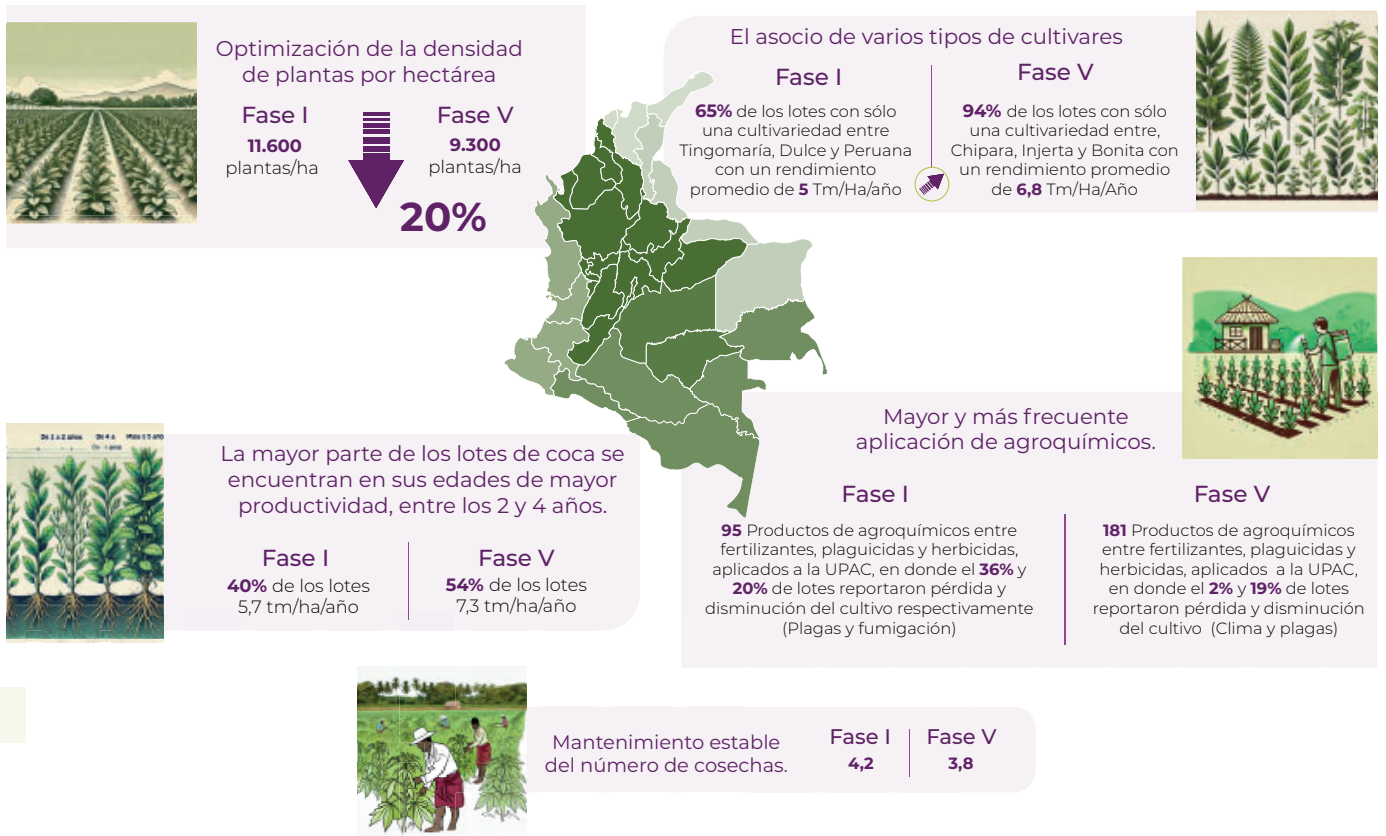 Optimización de la densidad
de plantas por hectárea
Fase I
11.600
plantas/ha
Fase V
9.300
plantas/ha
20%
El asocio de varios tipos de cultivares
Fase I
65% de los lotes con sólo
una cultivariedad entre
Tingomaría, Dulce y Peruana
con un rendimiento
promedio de 5 Tm/Ha/año
Fase V
94% de los lotes con sólo
una cultivariedad entre,
Chipara, Injerta y Bonita con
un rendimiento promedio
de 6,8 Tm/Ha/Año
La mayor parte de los lotes de coca se
encuentran en sus edades de mayor
productividad, entre los 2 y 4 años.
Fase I
40% de los lotes
5,7 tm/ha/año
Fase V
54% de los lotes
7,3 tm/ha/año
Mayor y más frecuente
aplicación de agroquímicos.
Fase I
95 Productos de agroquímicos entre
fertilizantes, plaguicidas y herbicidas,
aplicados a la UPAC, en donde el 36% y
20% de lotes reportaron pérdida y
disminución del cultivo respectivamente
(Plagas y fumigación)
Fase V
181 Productos de agroquímicos
entre fertilizantes, plaguicidas y
herbicidas, aplicados a la UPAC,
en donde el 2% y 19% de lotes
reportaron pérdida y disminución
del cultivo (Clima y plagas)
Mantenimiento estable
del número de cosechas.
Fase I
4,2
Fase V
3,8